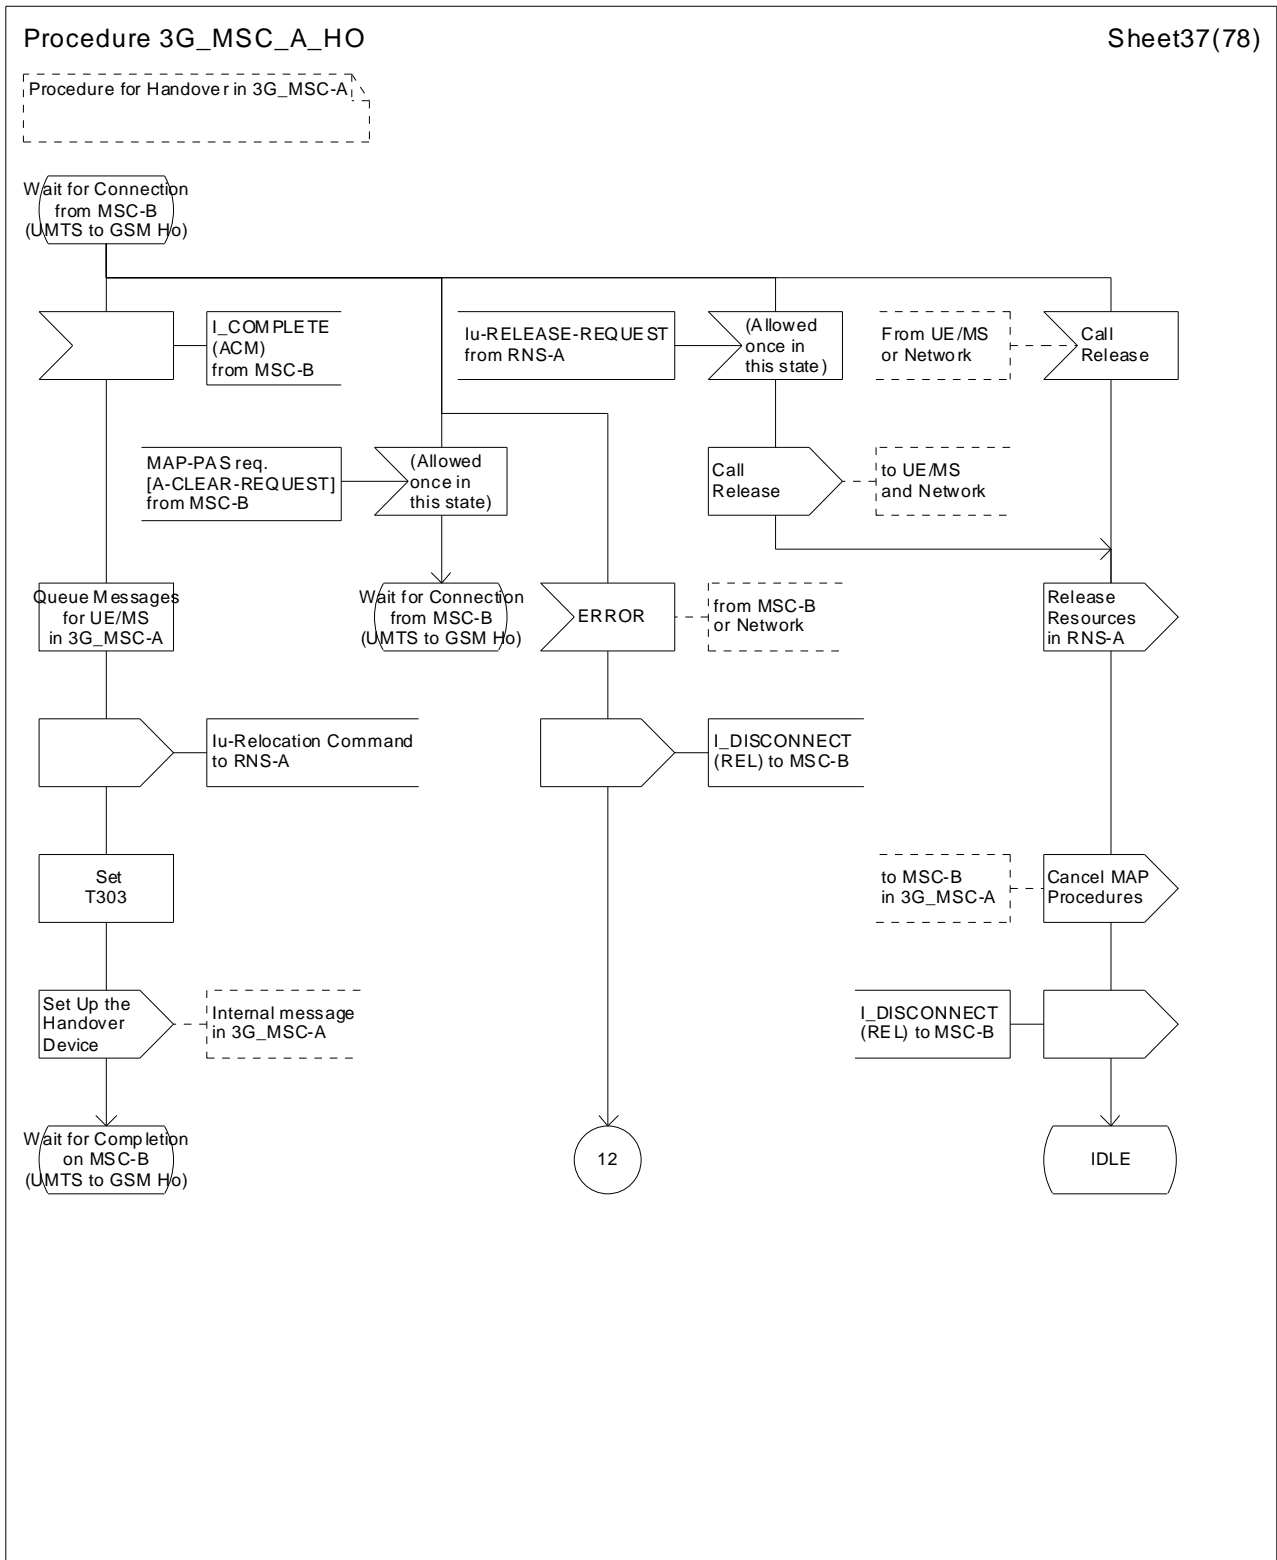 Procedure 3G_MSC_A_HO
Sheet37(78)
Procedure for Handover in 3G_MSC-A
Wait for Connection
from MSC-B
(UMTS to GSM Ho)
I_COMPLETE
(ACM)
from MSC-B
Iu-RELEASE-REQUEST
from RNS-A
(Allowed
once in
this state)
From UE/MS
or Network
Call
Release
MAP-PAS req.
[A-CLEAR-REQUEST]
from MSC-B
(Allowed
once in
this state)
Call
Release
to UE/MS
and Network
Queue Messages
for UE/MS
in 3G_MSC-A
Wait for Connection
from MSC-B
(UMTS to GSM Ho)
ERROR
from MSC-B
or Network
Release
Resources
in RNS-A
Iu-Relocation Command
to RNS-A
I_DISCONNECT
(REL) to MSC-B
Set
T303
to MSC-B
in 3G_MSC-A
Cancel MAP
Procedures
Set Up the
Handover
Device
Internal message
in 3G_MSC-A
I_DISCONNECT
(REL) to MSC-B
Wait for Completion
on MSC-B
(UMTS to GSM Ho)
12
IDLE